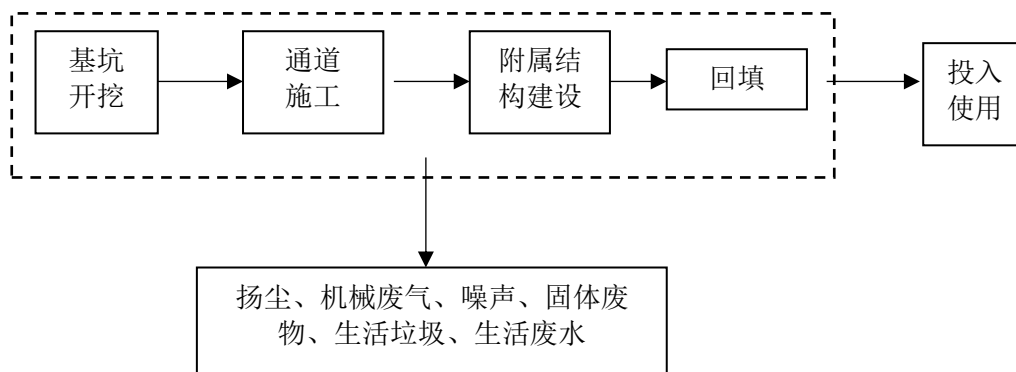 基坑
开挖
通道
施工
附属结
构建设
回填
投入
使用
扬尘、机械废气、噪声、固体废
物、生活垃圾、生活废水